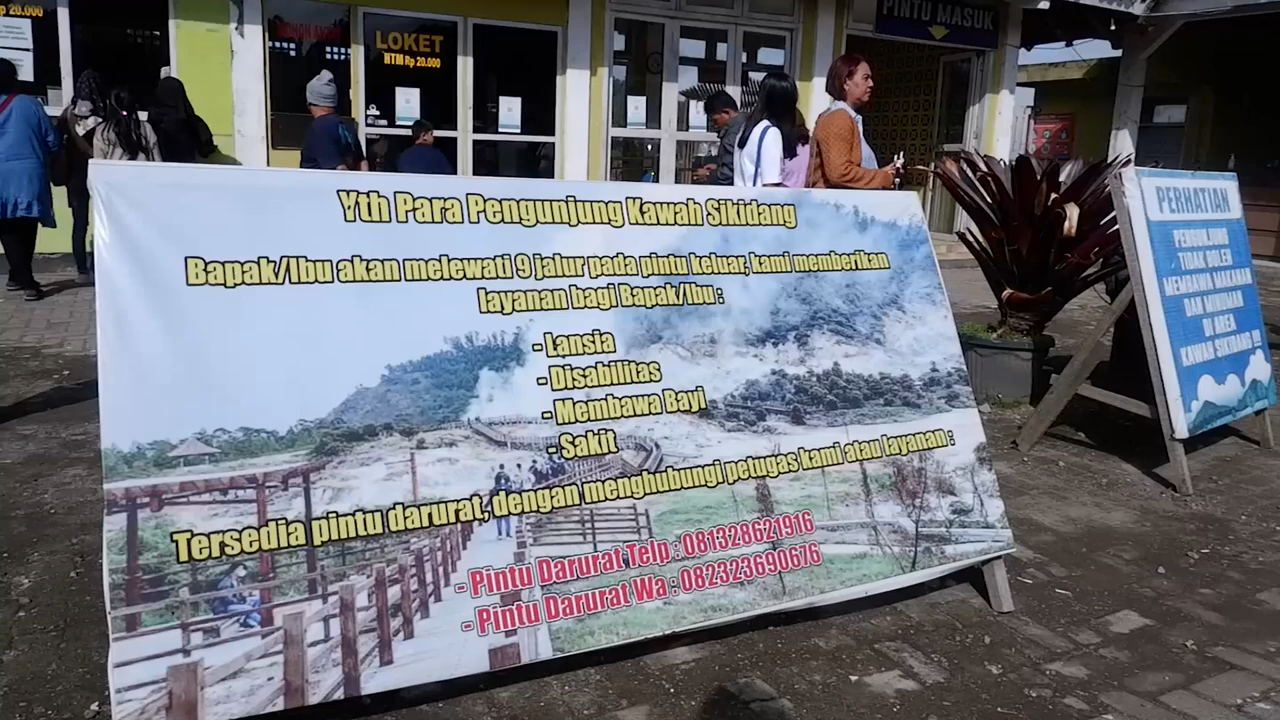 Rp 20.000
LOKET
HTM Rp 20.000
PINTU MASUK
Yth Para Pengunjung Kawah Sikidang
Bapak/Ibu akan melewati 9 jalur pada pintu keluar, kami memberikan
layanan bagi Bapak/Ibu :
- Lansia
- Disabilitas
- Membawa Bayi
- Sakit
Tersedia pintu darurat, dengan menghubungi petugas kami atau layanan :
- Pintu Darurat Telp : 081328621916
- Pintu Darurat Wa : 082323690676
PERHATIAN
PENGUNJUNG
TIDAK BOLEH
MEMBAWA MAKANAN
DAN MINUMAN
DI AREA
KAWAH SIKIDANG !!!